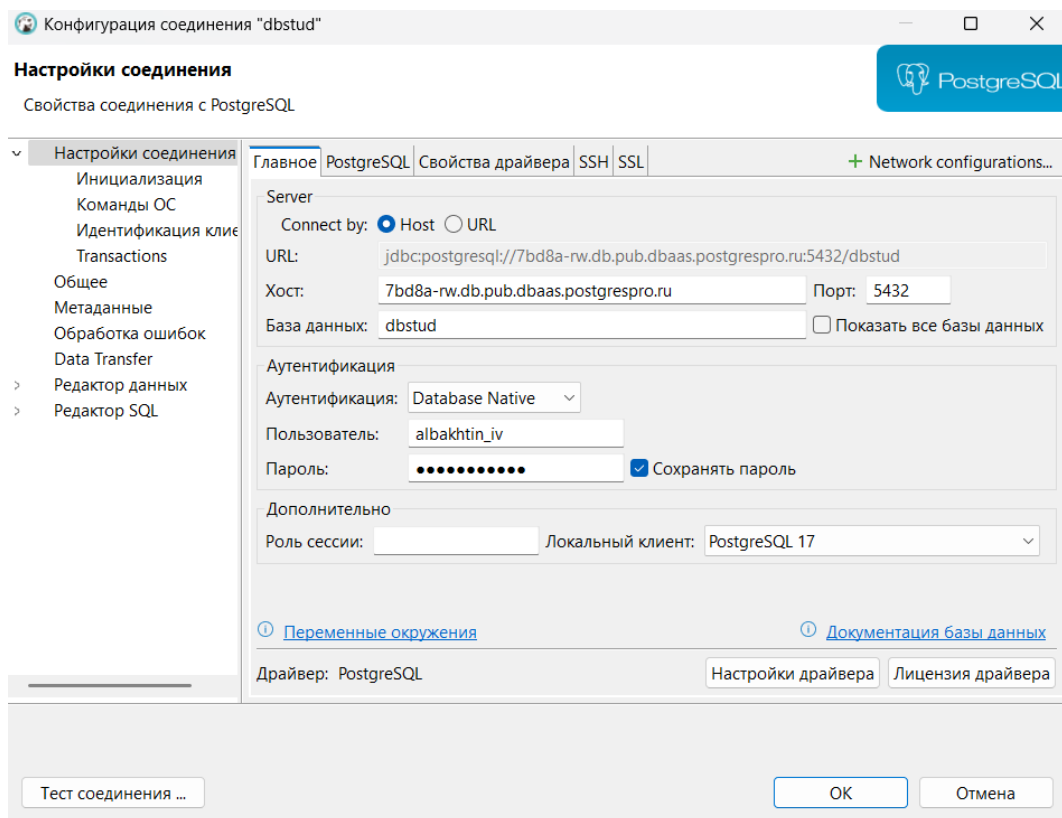 Конфигурация соединения "dbstud"
Настройки соединения
Свойства соединения с PostgreSQL
PostgreSQL
Настройки соединения
Инициализация
Команды ОС
Идентификация клие
Transactions
Общее
Метаданные
Обработка ошибок
Data Transfer
Редактор данных
Редактор SQL
Главное PostgreSQL Свойства драйвера SSH SSL + Network configurations...
Server
Connect by: Host URL
URL: jdbc:postgresql://7bd8a-rw.db.pub.dbaas.postgrespro.ru:5432/dbstud
Хост: 7bd8a-rw.db.pub.dbaas.postgrespro.ru Порт: 5432
База данных: dbstud Показать все базы данных
Аутентификация
Аутентификация: Database Native
Пользователь: albakhtin_iv
Пароль: ●●●●●●●●●●● Сохранять пароль
Дополнительно
Роль сессии: Локальный клиент: PostgreSQL 17
Переменные окружения Документация базы данных
Драйвер: PostgreSQL Настройки драйвера Лицензия драйвера
Тест соединения ... OK Отмена